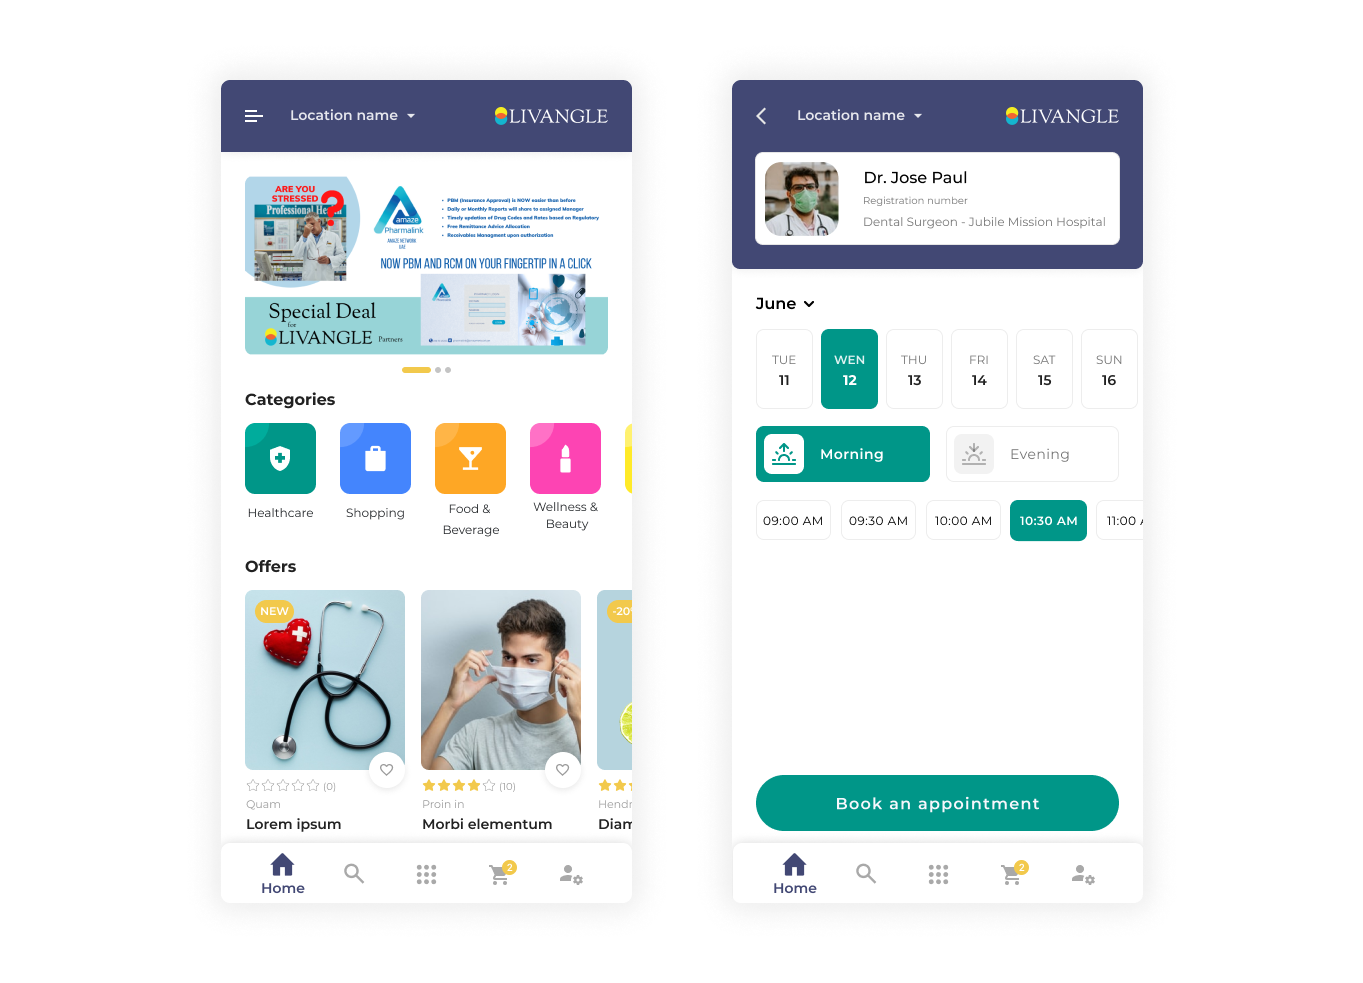 Location name
LIVANGLE
ARE YOU
STRESSED
?
Professional Health
amaze
Pharmalink
AMAZE NETWORK
UAE
• PBM (Insurance Approval) is NOW easier than before
• Daily or Monthly Reports will share to assigned Manager
• Timely updation of Drug Codes and Rates based on Regulatory
• Free Remittance Advice Allocation
• Receivables Managment upon authorization
NOW PBM AND RCM ON YOUR FINGERTIP IN A CLICK
Special Deal
for
LIVANGLE Partners
Categories
Healthcare
Shopping
Food &
Beverage
Wellness &
Beauty
Offers
NEW
-20%
(0)
(10)
Quam
Proin in
Hendr
Lorem ipsum
Morbi elementum
Diam
Home
2
Location name
LIVANGLE
Dr. Jose Paul
Registration number
Dental Surgeon - Jubile Mission Hospital
June
TUE
11
WEN
12
THU
13
FRI
14
SAT
15
SUN
16
Morning
Evening
09:00 AM
09:30 AM
10:00 AM
10:30 AM
11:00 A
Book an appointment
Home
2